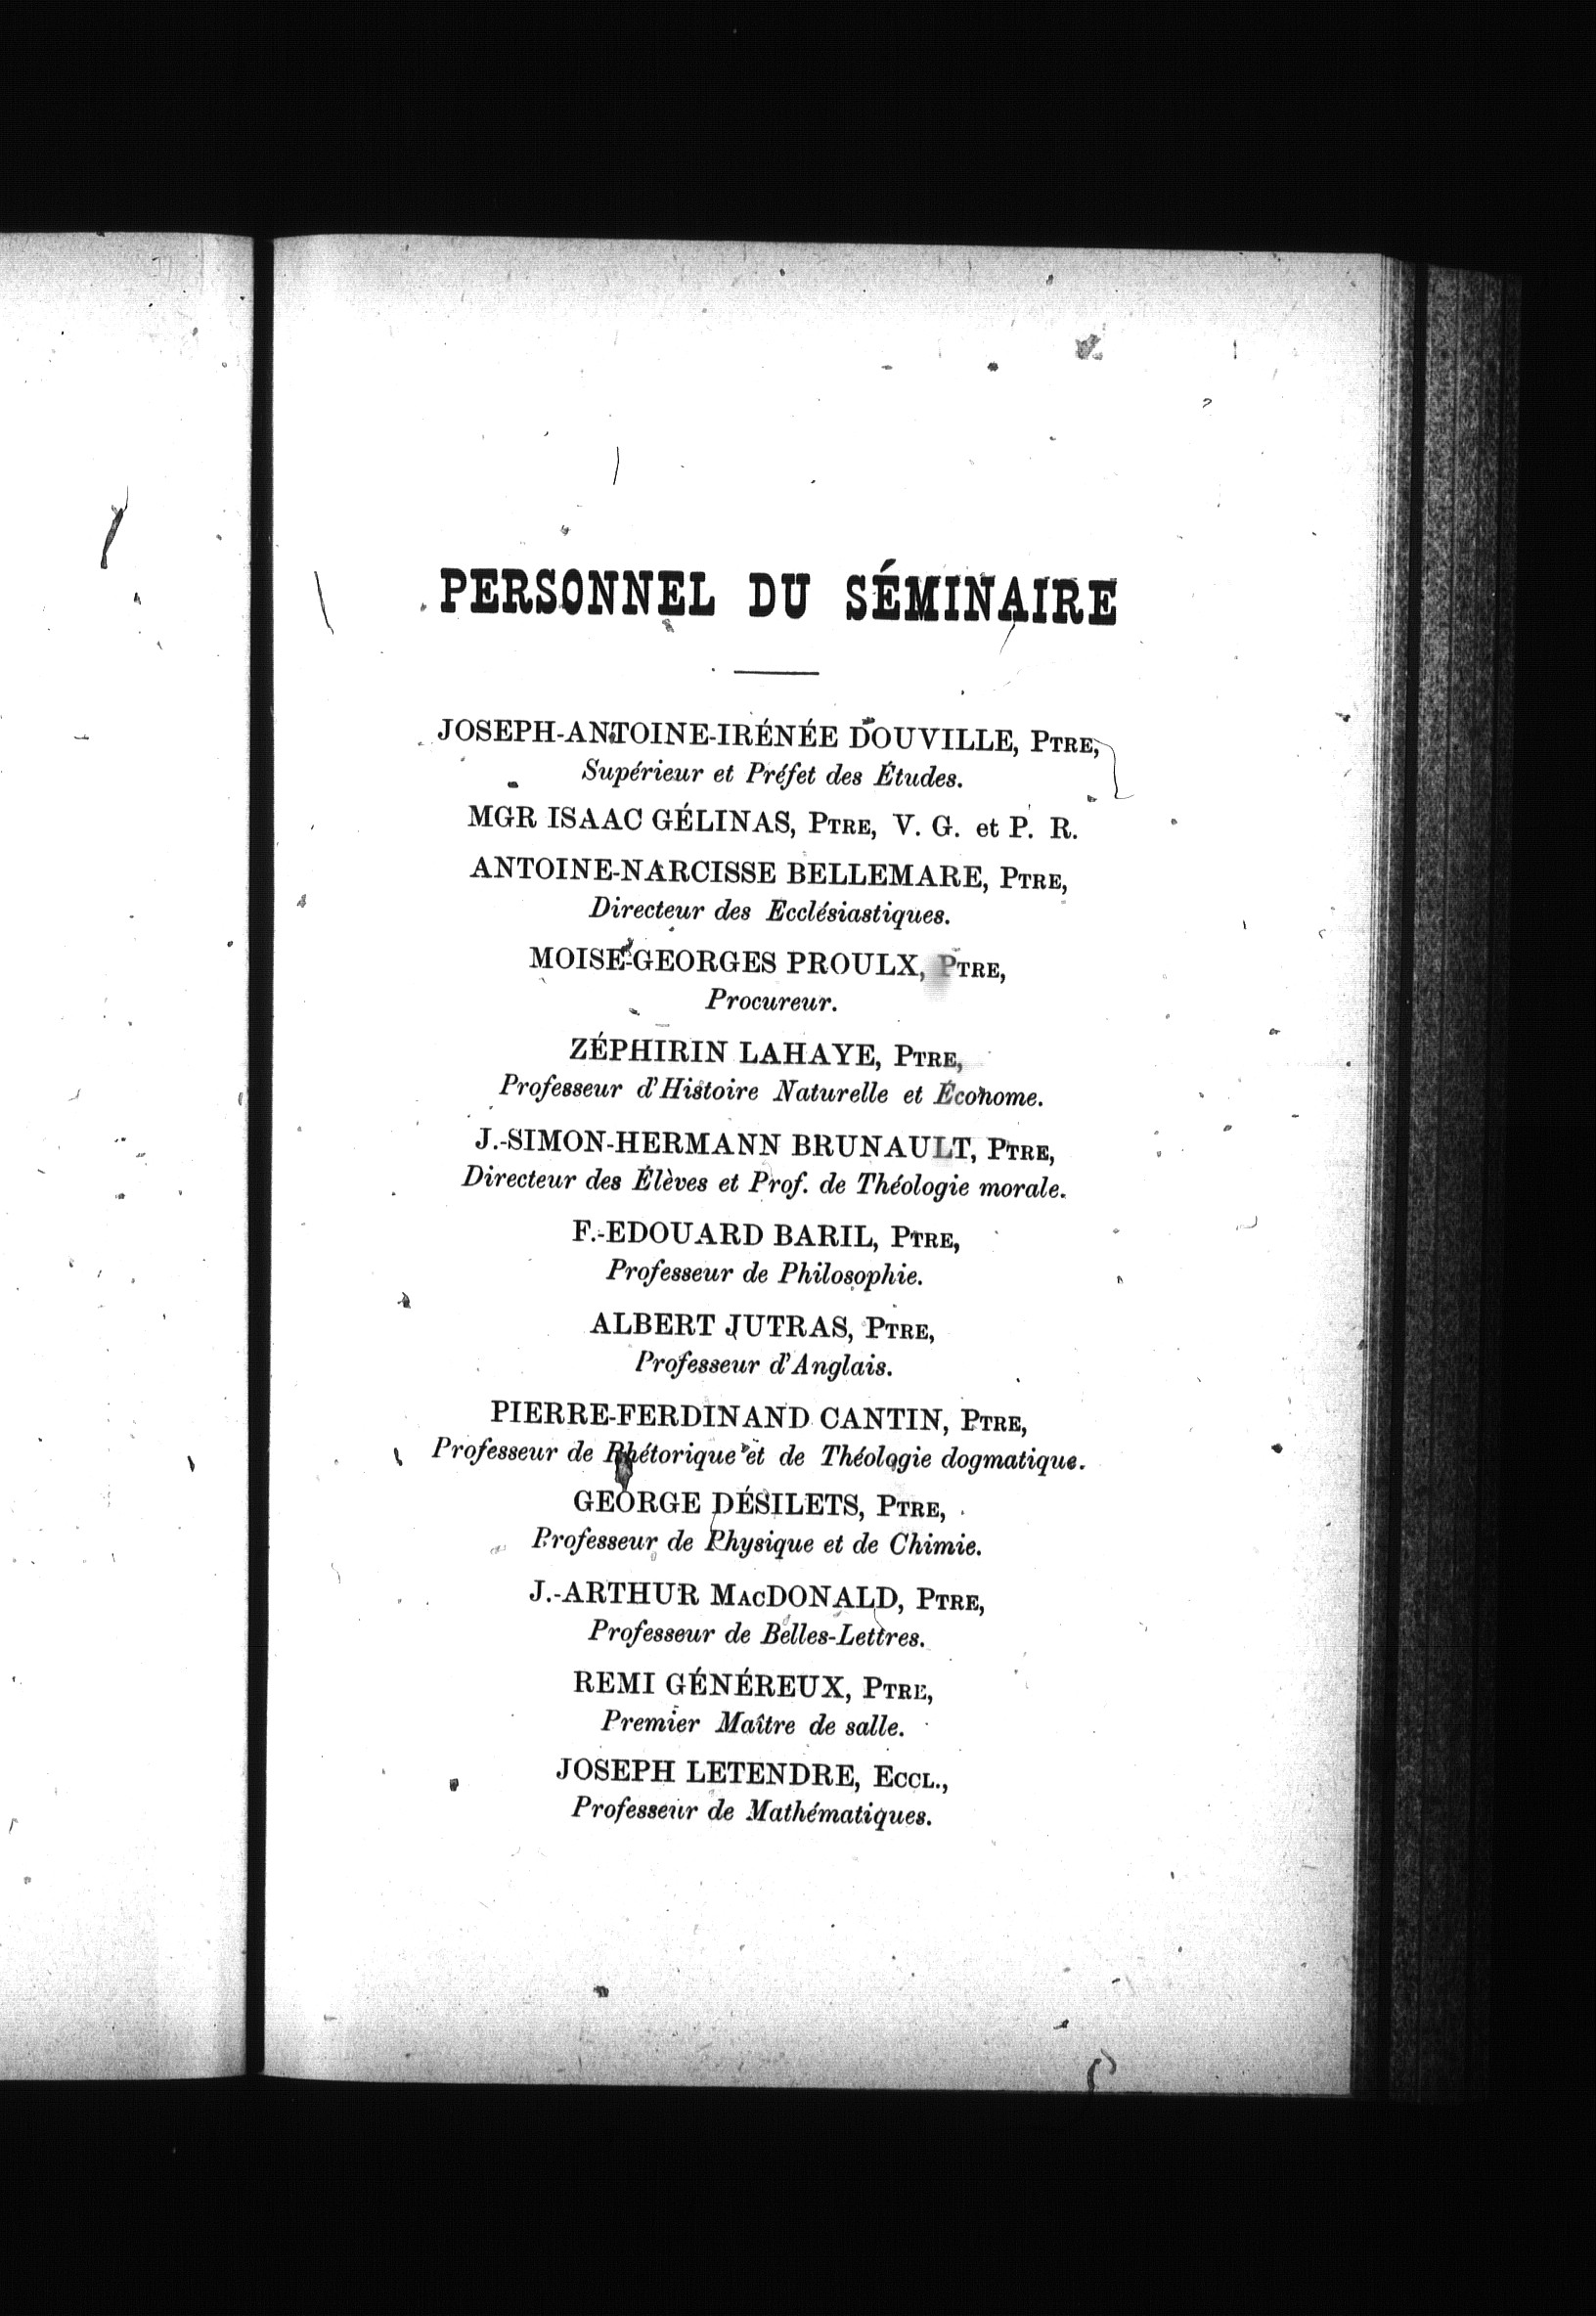 PERSONNEL DU SÉMINAIRE
JOSEPH-ANTOINE-IRÉNÉE DOUVILLE, PTRE,
Supérieur et Préfet des Études.
MGR ISAAC GÉLINAS, PTRE, V. G. et P. R.
ANTOINE-NARCISSE BELLEMARE, PTRE,
Directeur des Ecclésiastiques.
MOISE-GEORGES PROULX, PTRE,
Procureur.
ZÉPHIRIN LAHAYE, PTRE,
Professeur d'Histoire Naturelle et Économe.
J.-SIMON-HERMANN BRUNAULT, PTRE,
Directeur des Élèves et Prof. de Théologie morale.
F.-EDOUARD BARIL, PTRE,
Professeur de Philosophie.
ALBERT JUTRAS, PTRE,
Professeur d'Anglais.
PIERRE-FERDINAND CANTIN, PTRE,
Professeur de Rhétorique et de Théologie dogmatique.
GEORGE DÉSILETS, PTRE,
Professeur de Physique et de Chimie.
J.-ARTHUR MACDONALD, PTRE,
Professeur de Belles-Lettres.
REMI GÉNÉREUX, PTRE,
Premier Maître de salle.
JOSEPH LETENDRE, ECCL.,
Professeur de Mathématiques.